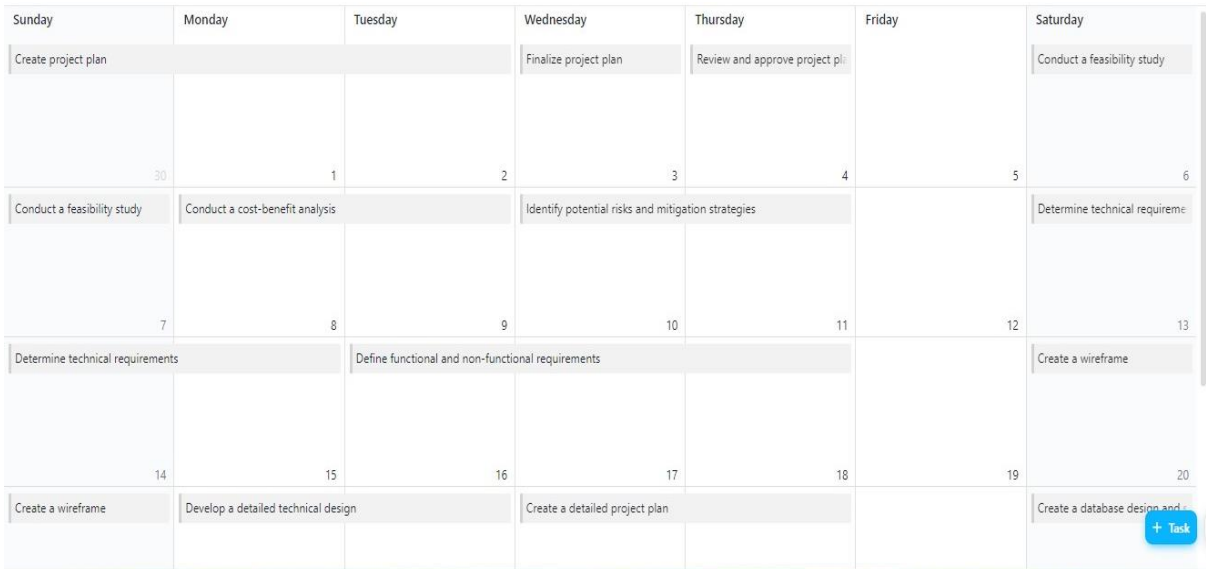 Sunday Monday Tuesday Wednesday Thursday Friday Saturday
Create project plan Finalize project plan Review and approve project Conduct a feasibility study
30 1 2 3 4 5 6
Conduct a feasibility study Conduct a cost-benefit analysis Identify potential risks and mitigation strategies Determine technical
7 8 9 10 11 12 13
Determine technical requirements Define functional and non-functional requirements Create a wireframe
14 15 16 17 18 19 20
Create a wireframe Develop a detailed technical design Create a detailed project plan Create a database design and
+ Task